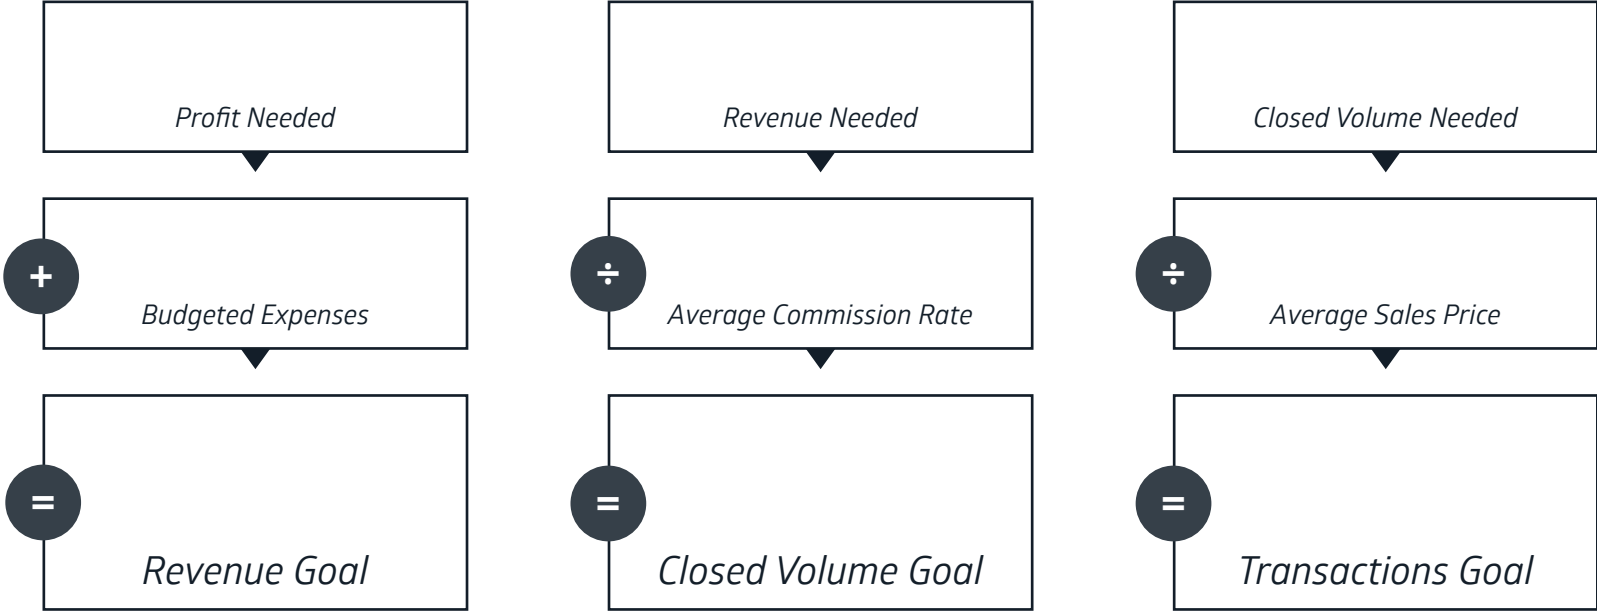 Profit Needed
+
Budgeted Expenses
=
Revenue Goal
Revenue Needed
÷
Average Commission Rate
=
Closed Volume Goal
Closed Volume Needed
÷
Average Sales Price
=
Transactions Goal